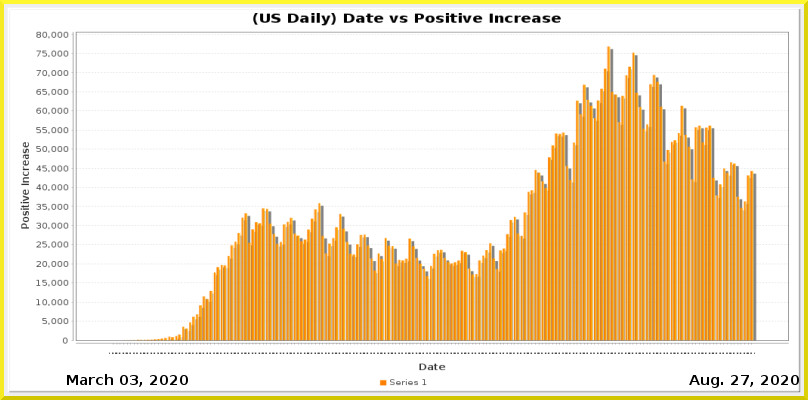 (US Daily) Date vs Positive Increase
80,000
75,000
70,000
65,000
60,000
55,000
50,000
45,000
40,000
35,000
30,000
25,000
20,000
15,000
10,000
5,000
0
Positive Increase
Date
March 03, 2020
Aug. 27, 2020
Series 1